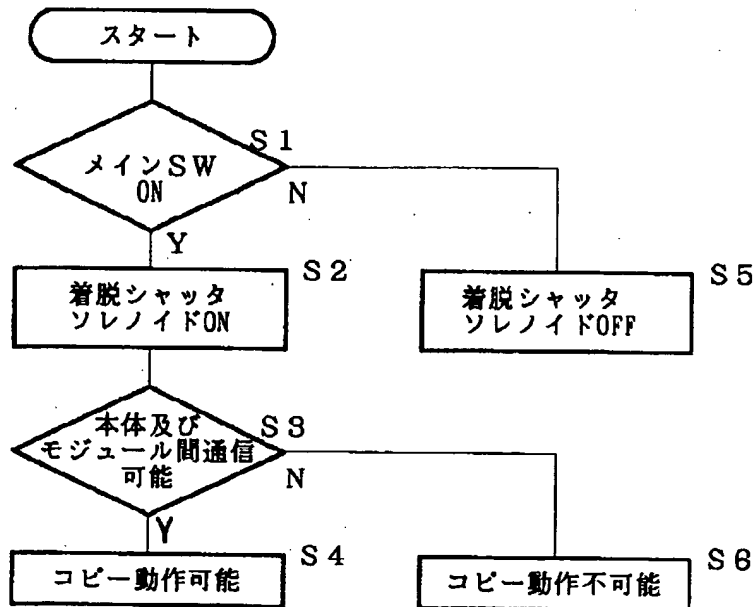 スタート
S1
メインSW
ON
N
Y
S2
着脱シャッタ
ソレノイドON
S5
着脱シャッタ
ソレノイドOFF
S3
本体及び
モジュール間通信
可能
N
Y
S4
コピー動作可能
S6
コピー動作不可能